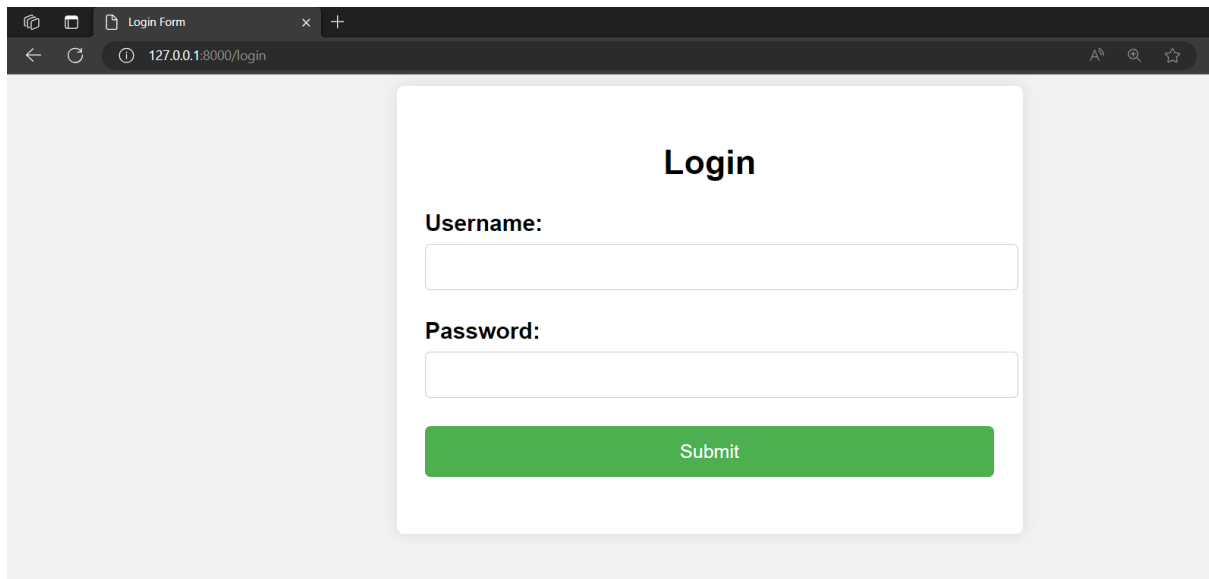 Login Form
127.0.0.1:8000/login
Login
Username:
Password:
Submit